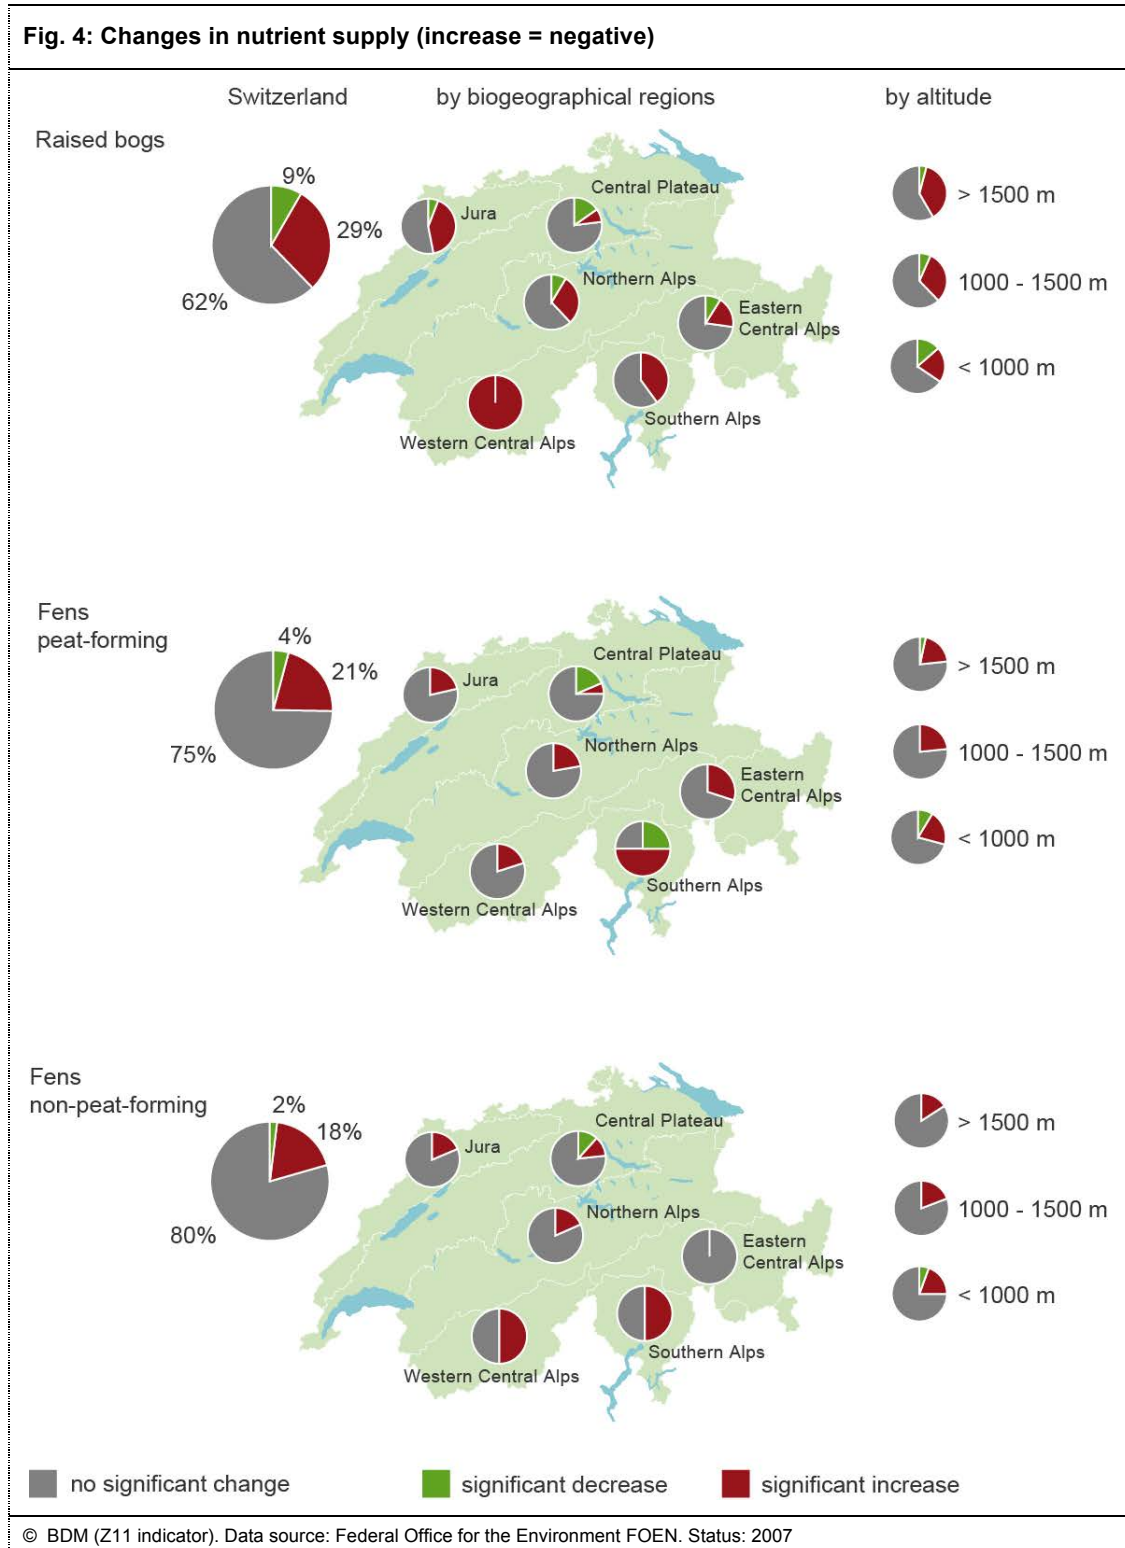 Fig. 4: Changes in nutrient supply (increase = negative)
Switzerland by biogeographical regions by altitude
Raised bogs
9%
29%
62%
Jura
Central Plateau
Northern Alps
Eastern
Central Alps
Southern Alps
Western Central Alps
> 1500 m
1000 - 1500 m
< 1000 m
Fens
peat-forming
4%
21%
75%
Jura
Central Plateau
Northern Alps
Eastern
Central Alps
Southern Alps
Western Central Alps
> 1500 m
1000 - 1500 m
< 1000 m
Fens
non-peat-forming
2%
18%
80%
Jura
Central Plateau
Northern Alps
Eastern
Central Alps
Southern Alps
Western Central Alps
> 1500 m
1000 - 1500 m
< 1000 m
no significant change significant decrease significant increase
© BDM (Z11 indicator). Data source: Federal Office for the Environment FOEN. Status: 2007